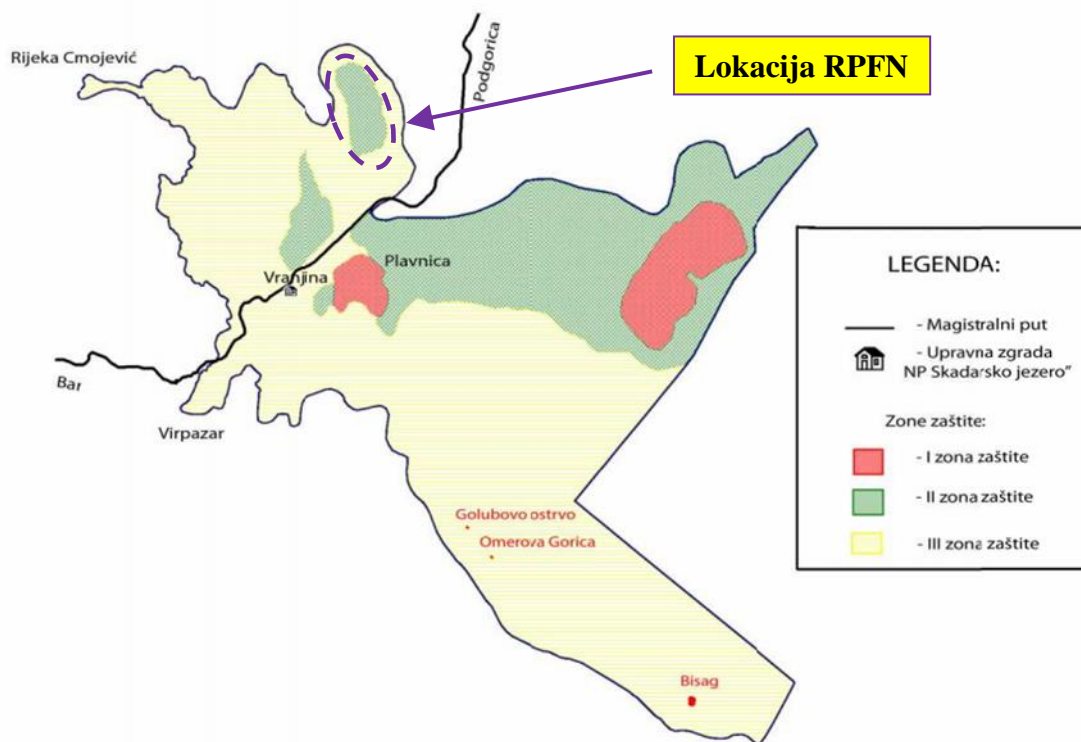 Rijeka Crnojević
Podgorica
Lokacija RPFN
Plavnica
Vranjina
Bar
Virpazar
Golubovo ostrvo
Omerova Gorica
Bisag
LEGENDA:
- Magistralni put
- Upravna zgrada
NP Skadarsko jezero"
Zone zaštite:
- I zona zaštite
- II zona zaštite
- III zona zaštite